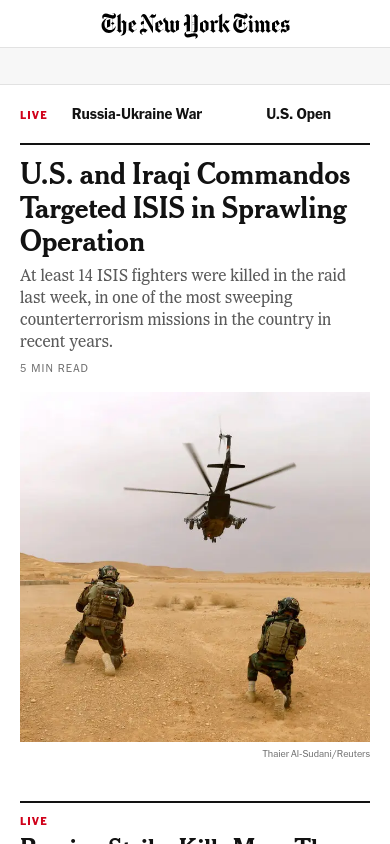 The New York Times
LIVE Russia-Ukraine War U.S. Open
U.S. and Iraqi Commandos
Targeted ISIS in Sprawling
Operation
At least 14 ISIS fighters were killed in the raid
last week, in one of the most sweeping
counterterrorism missions in the country in
recent years.
5 MIN READ
Thaier Al-Sudani/Reuters
LIVE